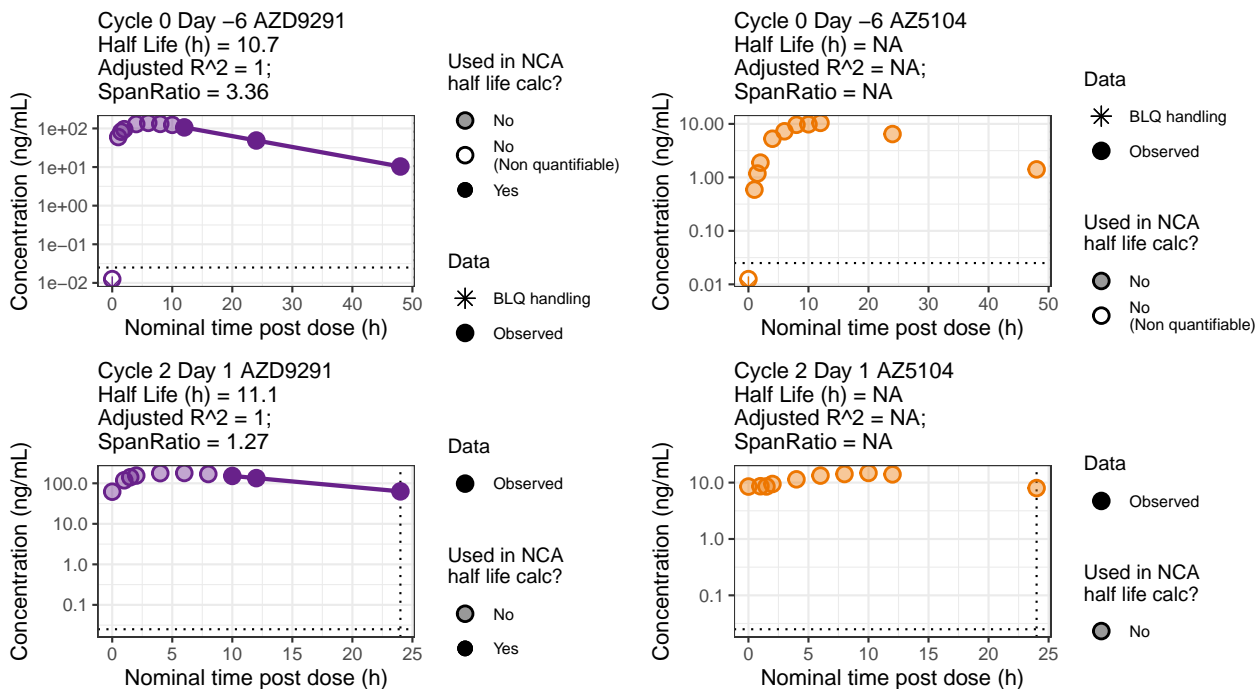 Cycle 0 Day −6 AZD9291
Half Life (h) = 10.7
Adjusted R^2 = 1;
SpanRatio = 3.36
Concentration (ng/mL)
1e+02
1e+01
1e+00
1e−01
1e−02
0 10 20 30 40 50
Nominal time post dose (h)
Used in NCA
half life calc?
No
No
(Non quantifiable)
Yes
Data
BLQ handling
Observed
Cycle 0 Day −6 AZ5104
Half Life (h) = NA
Adjusted R^2 = NA;
SpanRatio = NA
Concentration (ng/mL)
10.00
1.00
0.10
0.01
0 10 20 30 40 50
Nominal time post dose (h)
Data
BLQ handling
Observed
Used in NCA
half life calc?
No
No
(Non quantifiable)
Cycle 2 Day 1 AZD9291
Half Life (h) = 11.1
Adjusted R^2 = 1;
SpanRatio = 1.27
Concentration (ng/mL)
100.0
10.0
1.0
0.1
0 5 10 15 20 25
Nominal time post dose (h)
Data
Observed
Used in NCA
half life calc?
No
Yes
Cycle 2 Day 1 AZ5104
Half Life (h) = NA
Adjusted R^2 = NA;
SpanRatio = NA
Concentration (ng/mL)
10.0
1.0
0.1
0 5 10 15 20 25
Nominal time post dose (h)
Data
Observed
Used in NCA
half life calc?
No